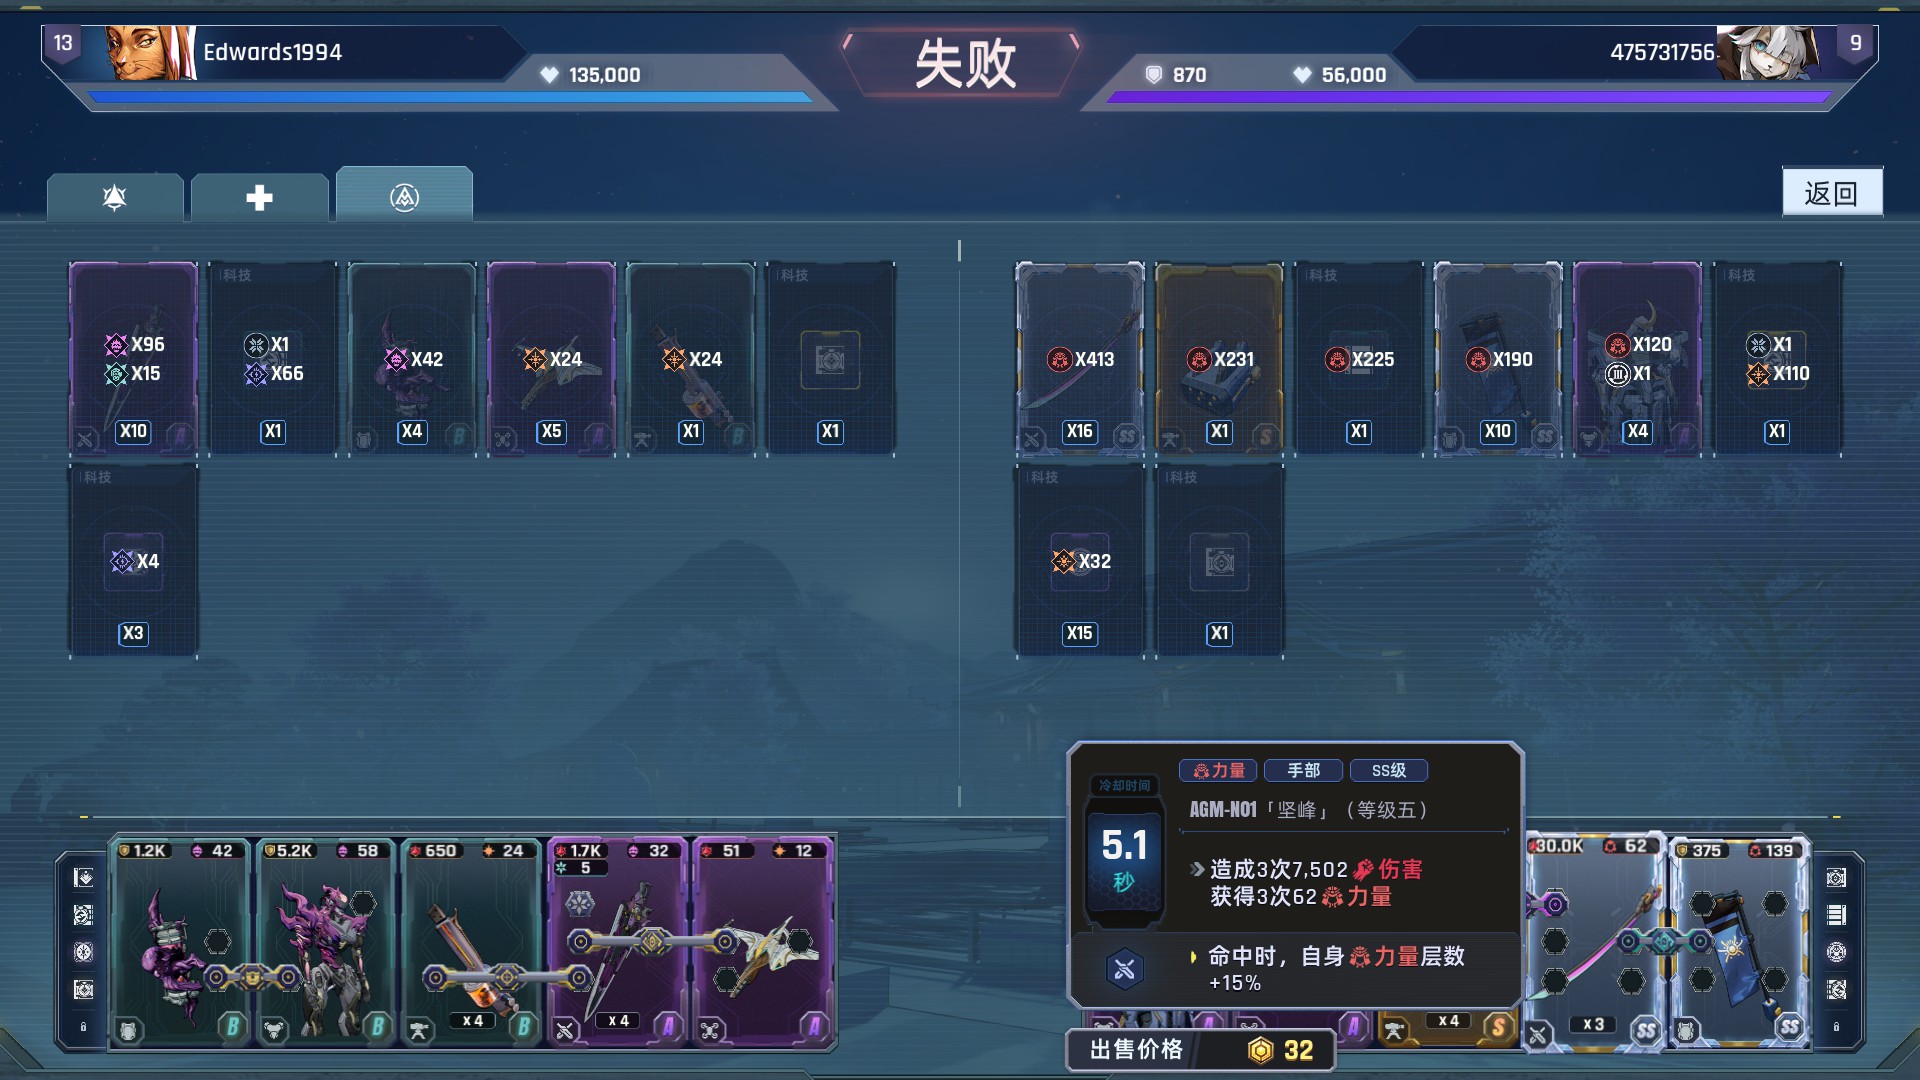 13
Edwards1994
135,000
失败
870
56,000
475731756
9
返回
X96
X15
X10
A
科技
X1
X66
X1
X42
X4
B
X24
X5
A
X24
X1
B
科技
X1
X413
X16
SS
X231
X1
S
科技
X225
X1
X190
X10
SS
X120
X1
X4
A
科技
X1
X110
X1
科技
X4
X3
科技
X32
X15
科技
X1
冷却时间
5.1
秒
力量
手部
SS级
AGM-N01「坚峰」（等级五）
造成3次7,502伤害
获得3次62力量
命中时，自身力量层数
+15%
出售价格
32
1.2K
42
B
5.2K
58
B
650
24
x4
B
1.7K
32
5
x4
A
51
12
A
A
A
x4
S
30.0K
62
x3
SS
375
139
SS